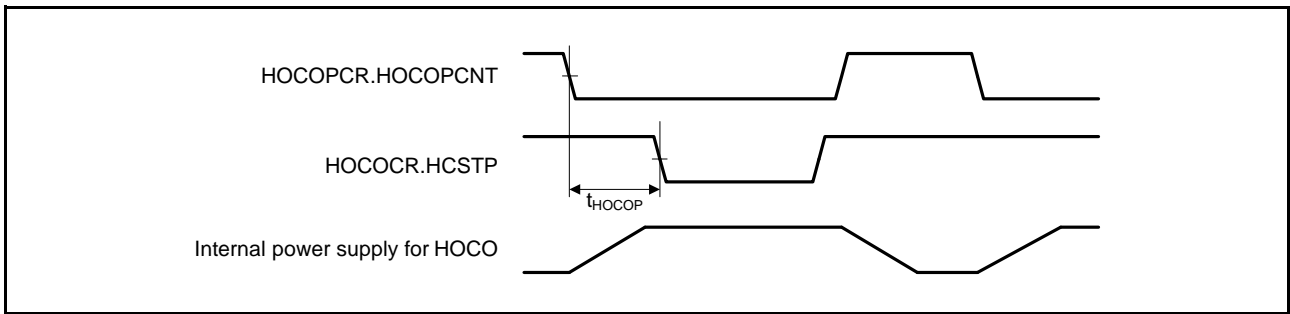 HOCOPCR.HOCOPCNT
HOCOCR.HCSTP
tHOCOP
Internal power supply for HOCO